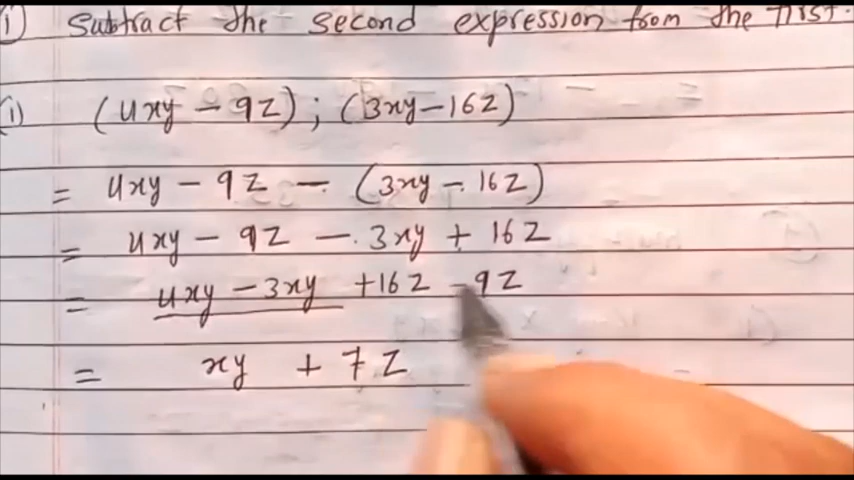 (i) Subtract the second expression from the first.
(i) (4xy - 9z) ; (3xy - 16z)
= 4xy - 9z - (3xy - 16z)
= 4xy - 9z - 3xy + 16z
= 4xy - 3xy + 16z - 9z
= xy + 7z